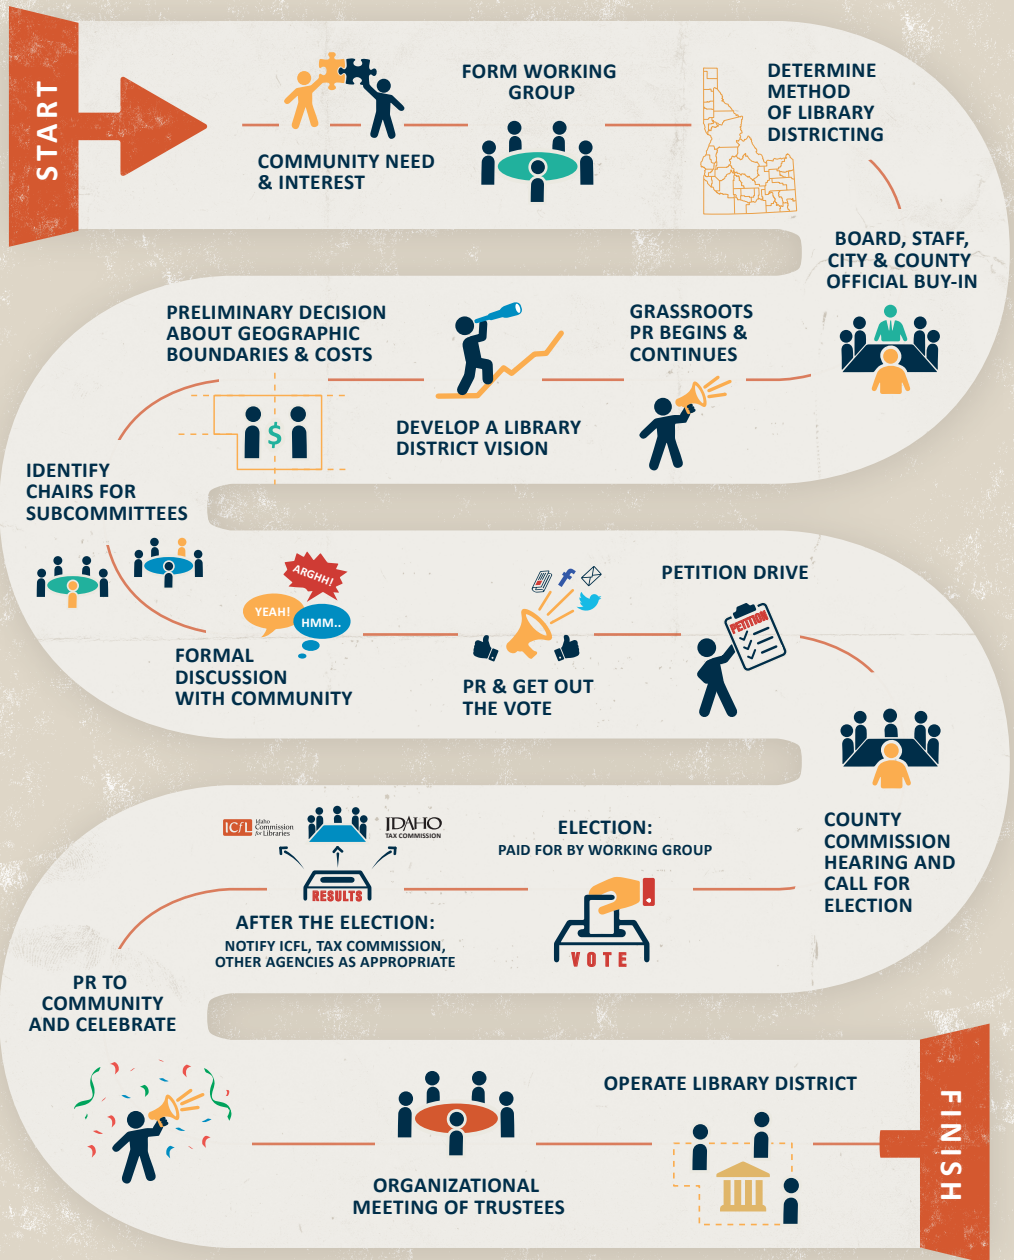 START
COMMUNITY NEED
& INTEREST
FORM WORKING
GROUP
DETERMINE
METHOD
OF LIBRARY
DISTRICTING
BOARD, STAFF,
CITY & COUNTY
OFFICIAL BUY-IN
GRASSROOTS
PR BEGINS &
CONTINUES
DEVELOP A LIBRARY
DISTRICT VISION
PRELIMINARY DECISION
ABOUT GEOGRAPHIC
BOUNDARIES & COSTS
$
IDENTIFY
CHAIRS FOR
SUBCOMMITTEES
ARGHH!
YEAH!
HMM..
FORMAL
DISCUSSION
WITH COMMUNITY
PR & GET OUT
THE VOTE
PETITION DRIVE
PETITION
COUNTY
COMMISSION
HEARING AND
CALL FOR
ELECTION
ELECTION:
PAID FOR BY WORKING GROUP
VOTE
ICfL Idaho
Commission
for Libraries
IDAHO
TAX COMMISSION
RESULTS
AFTER THE ELECTION:
NOTIFY ICFL, TAX COMMISSION,
OTHER AGENCIES AS APPROPRIATE
PR TO
COMMUNITY
AND CELEBRATE
ORGANIZATIONAL
MEETING OF TRUSTEES
OPERATE LIBRARY DISTRICT
FINISH